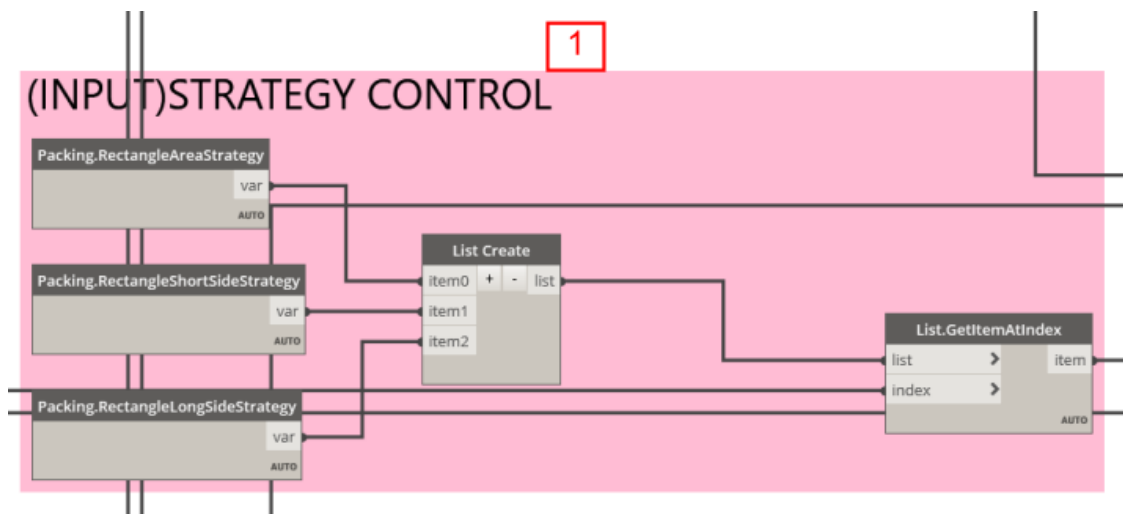 1
(INPUT)STRATEGY CONTROL
Packing.RectangleAreaStrategy
var
AUTO
Packing.RectangleShortSideStrategy
var
AUTO
Packing.RectangleLongSideStrategy
var
AUTO
List Create
item0 + - list
item1
item2
List.GetItemAtIndex
list > item
index >
AUTO